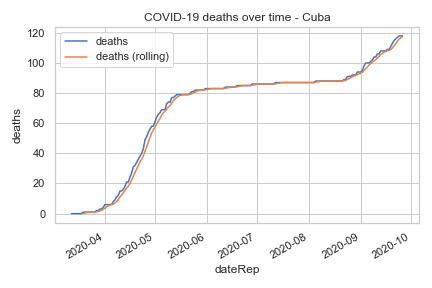 COVID-19 deaths over time - Cuba
deaths
deaths (rolling)
120
100
80
60
40
20
0
deaths
2020-04
2020-05
2020-06
2020-07
2020-08
2020-09
2020-10
dateRep